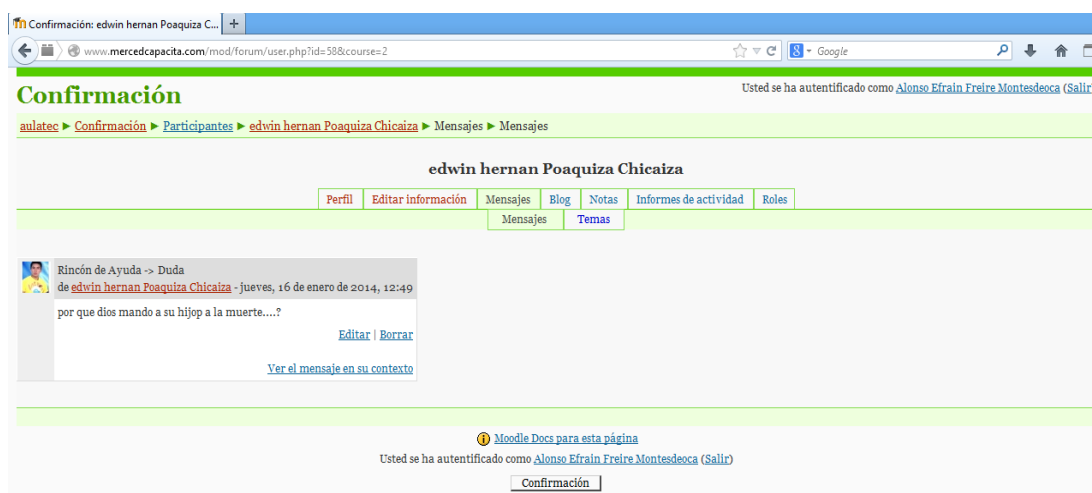 Confirmación: edwin hernan Poaquiza C... +
www.mercedcapacita.com/mod/forum/user.php?id=58&course=2 Google
Usted se ha autentificado como Alonso Efrain Freire Montesdeoca (Salir)
Confirmación
aulatec ► Confirmación ► Participantes ► edwin hernan Poaquiza Chicaiza ► Mensajes ► Mensajes
edwin hernan Poaquiza Chicaiza
Perfil Editar información Mensajes Blog Notas Informes de actividad Roles
Mensajes Temas
Rincón de Ayuda -> Duda
de edwin hernan Poaquiza Chicaiza - jueves, 16 de enero de 2014, 12:49
por que dios mando a su hijop a la muerte....?
Editar | Borrar
Ver el mensaje en su contexto
Moodle Docs para esta página
Usted se ha autentificado como Alonso Efrain Freire Montesdeoca (Salir)
Confirmación